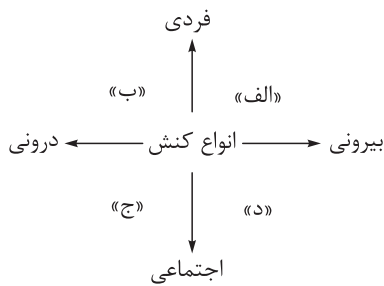 فردی
«الف» «ب»
بیرونی انواع کنش درونی
«د» «ج»
اجتماعی